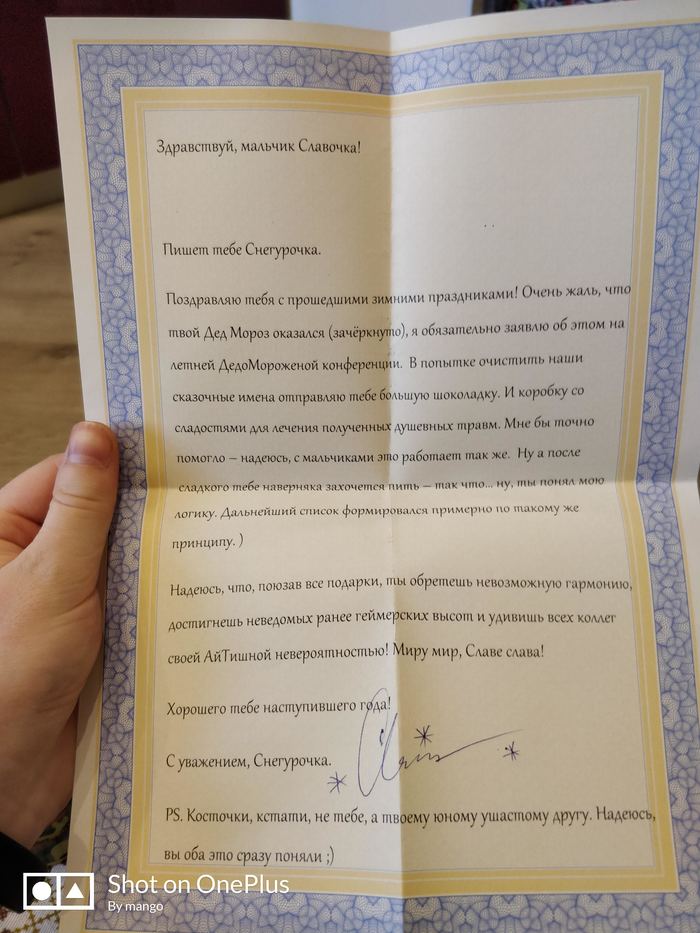 Здравствуй, мальчик Славочка!
Пишет тебе Снегурочка.
Поздравляю тебя с прошедшими зимними праздниками! Очень жаль, что
твой Дед Мороз оказался (зачёркнуто), я обязательно заявлю об этом на
летней ДедоМороженой конференции. В попытке очистить наши
сказочные имена отправляю тебе большую шоколадку. И коробку со
сладостями для лечения полученных душевных травм. Мне бы точно
помогло – надеюсь, с мальчиками это работает так же. Ну а после
сладкого тебе наверняка захочется пить – так что... ну, ты понял мою
логику. Дальнейший список формировался примерно по такому же
принципу. )
Надеюсь, что, поюзав все подарки, ты обретешь невозможную гармонию,
достигнешь неведомых ранее геймерских высот и удивишь всех коллег
своей АйТишной невероятностью! Миру мир, Славе слава!
Хорошего тебе наступившего года!
С уважением, Снегурочка.
PS. Косточки, кстати, не тебе, а твоему юному ушастому другу. Надеюсь,
вы оба это сразу поняли ;)
Shot on OnePlus
By mango